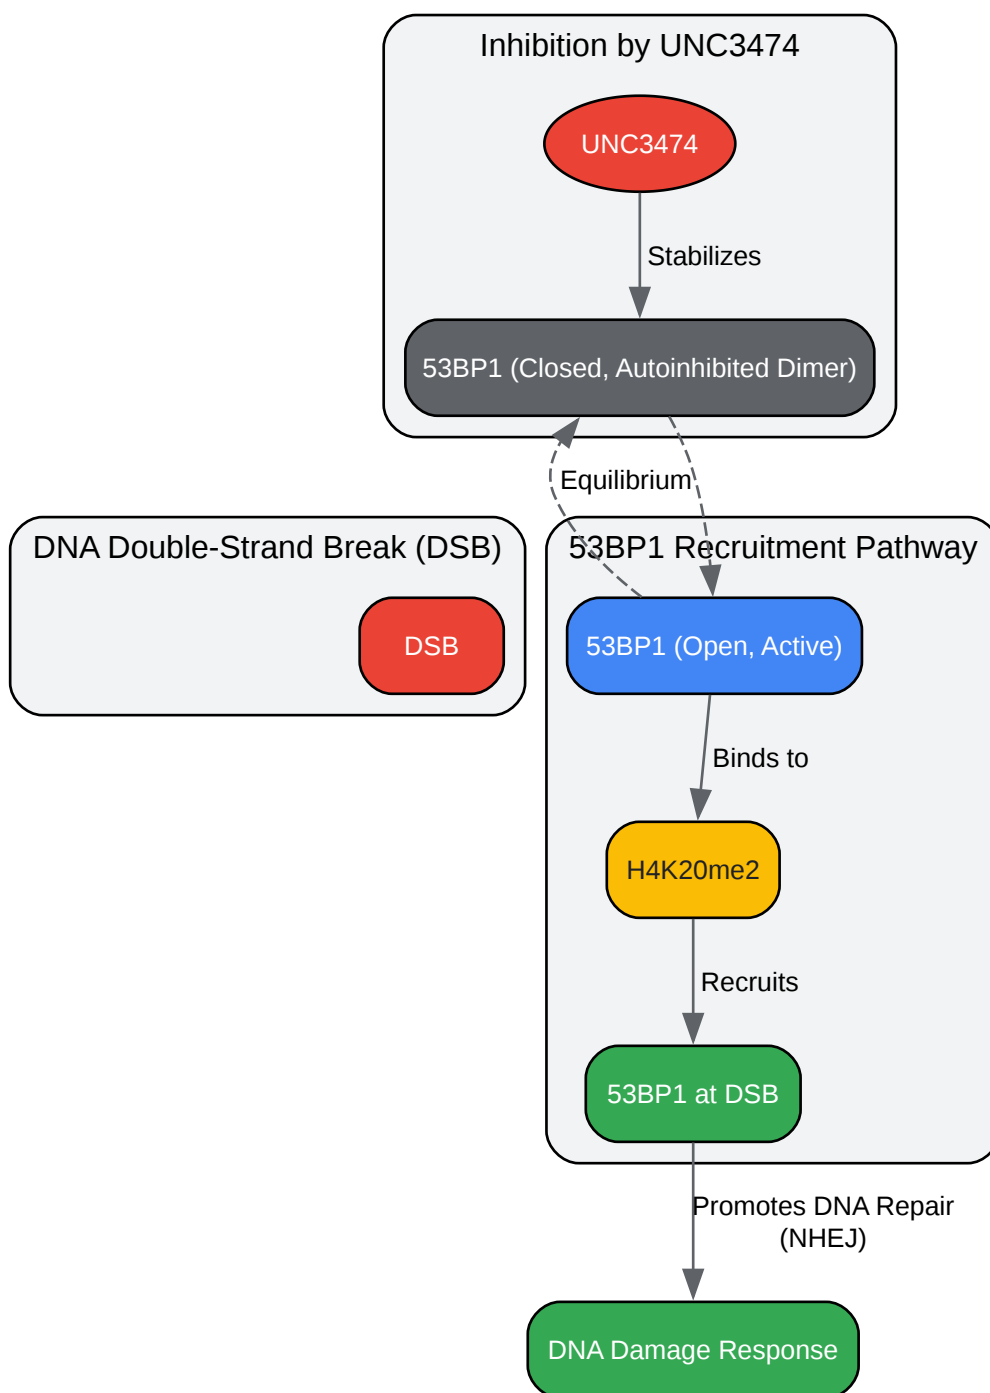 Inhibition by UNC3474
UNC3474
Stabilizes
53BP1 (Closed, Autoinhibited Dimer)
Equilibrium
DNA Double-Strand Break (DSB)
DSB
53BP1 Recruitment Pathway
53BP1 (Open, Active)
Binds to
H4K20me2
Recruits
53BP1 at DSB
Promotes DNA Repair
(NHEJ)
DNA Damage Response